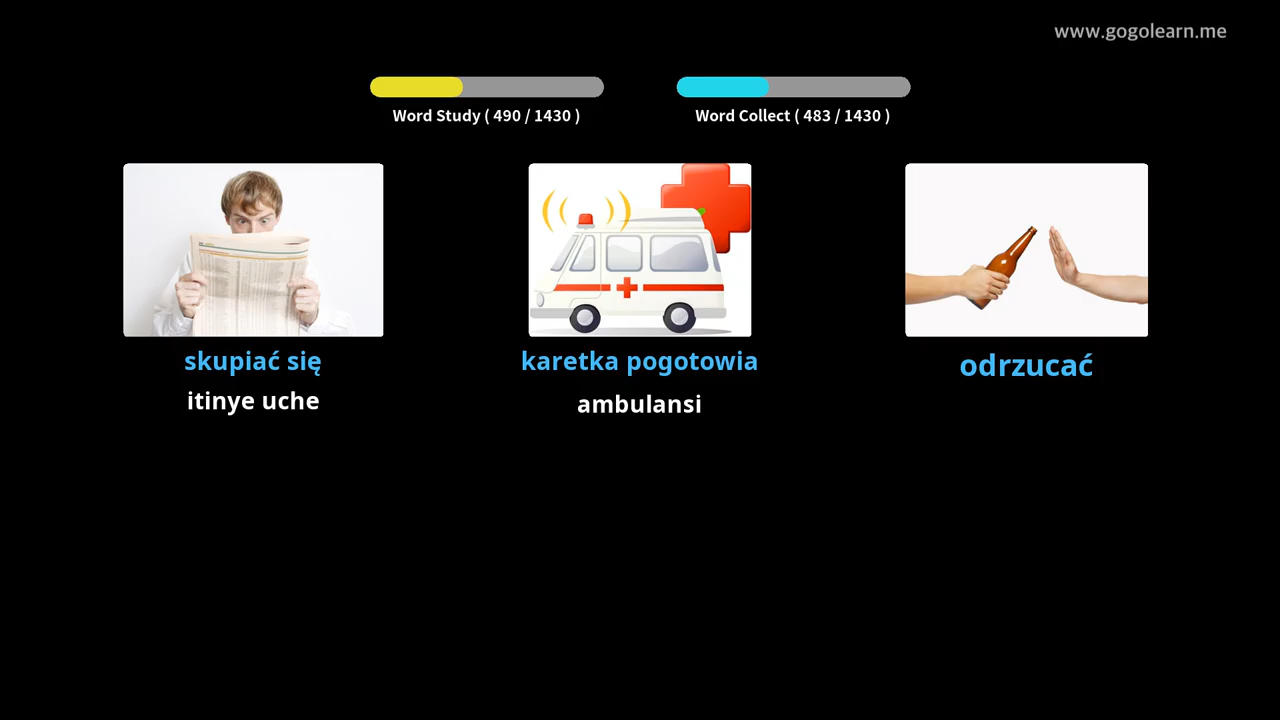 www.gogolearn.me
Word Study ( 490 / 1430 )
Word Collect ( 483 / 1430 )
skupiać się
itinye uche
karetka pogotowia
ambulansi
odrzucać